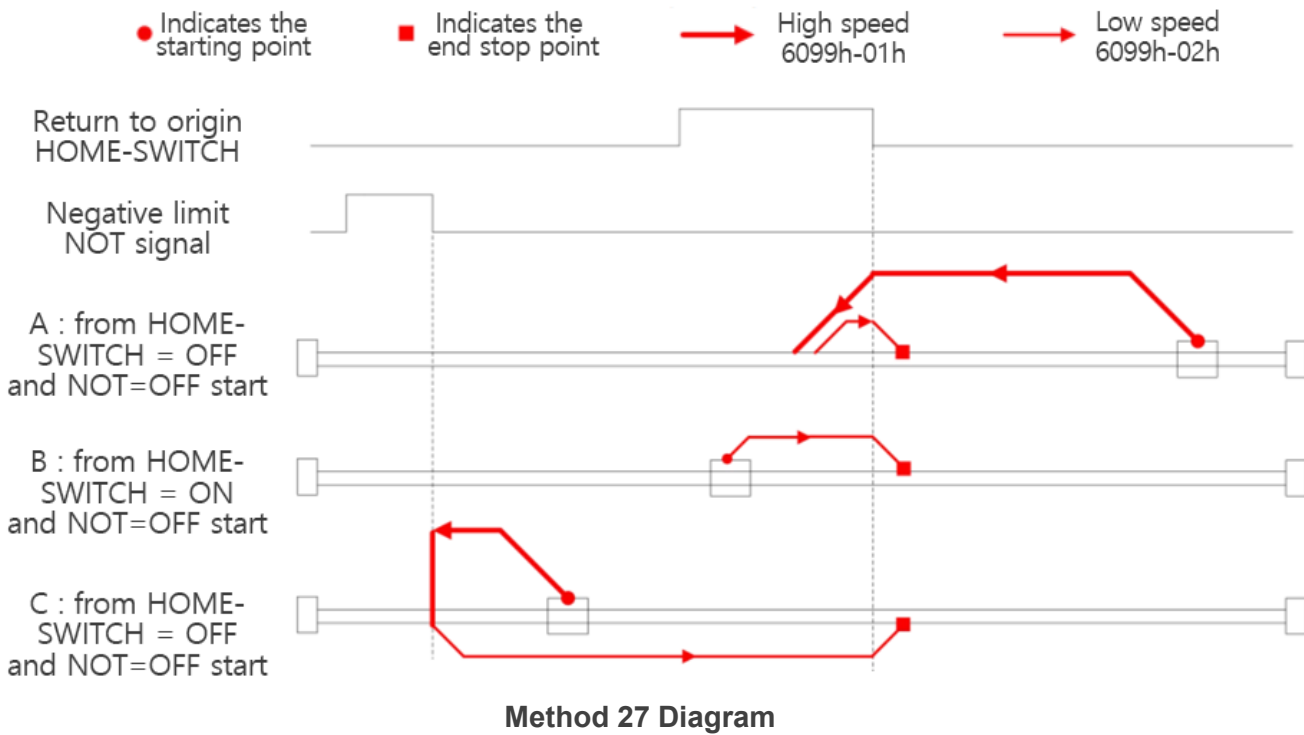 Indicates the
starting point
Indicates the
end stop point
High speed
6099h-01h
Low speed
6099h-02h
Return to origin
HOME-SWITCH
Negative limit
NOT signal
A : from HOME-
SWITCH = OFF
and NOT=OFF start
B : from HOME-
SWITCH = ON
and NOT=OFF start
C : from HOME-
SWITCH = OFF
and NOT=OFF start
Method 27 Diagram